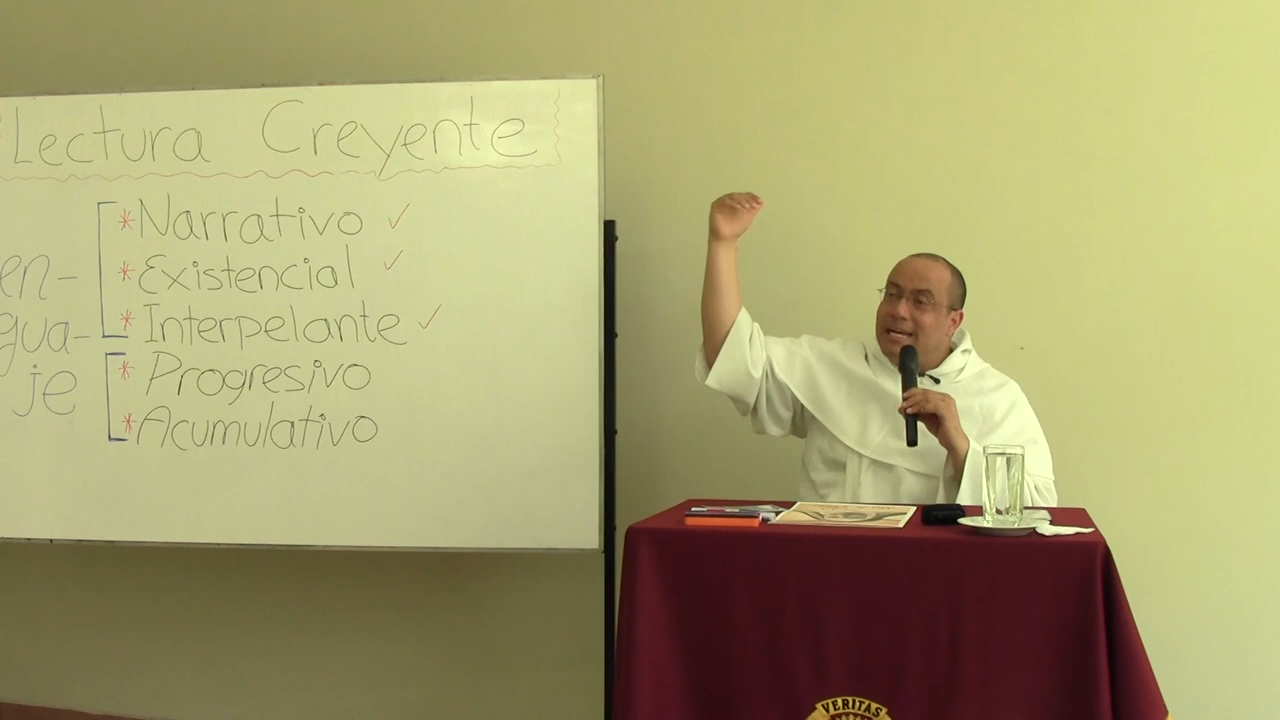 Lectura Creyente
* Narrativo ✓
* Existencial ✓
* Interpelante ✓
* Progresivo
* Acumulativo
en-
gua-
je
VERITAS